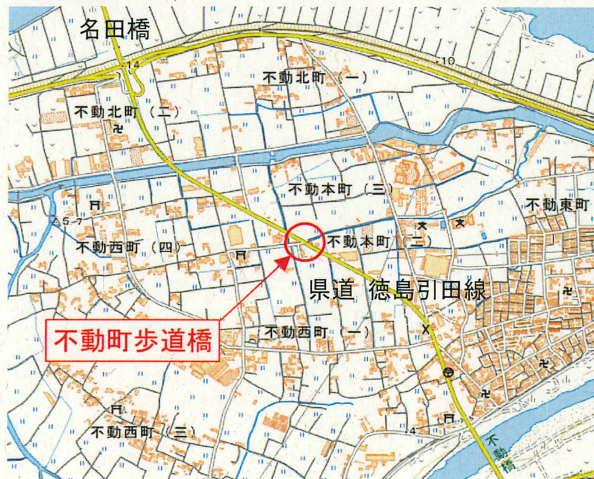 名田橋
14
10
不動北町（一）
不動北町（二）
不動本町（三）
不動東町
5.7
不動西町（四）
不動本町（二）
県道 徳島引田線
不動町歩道橋
不動西町（一）
不動西町（三）
4
不動橋